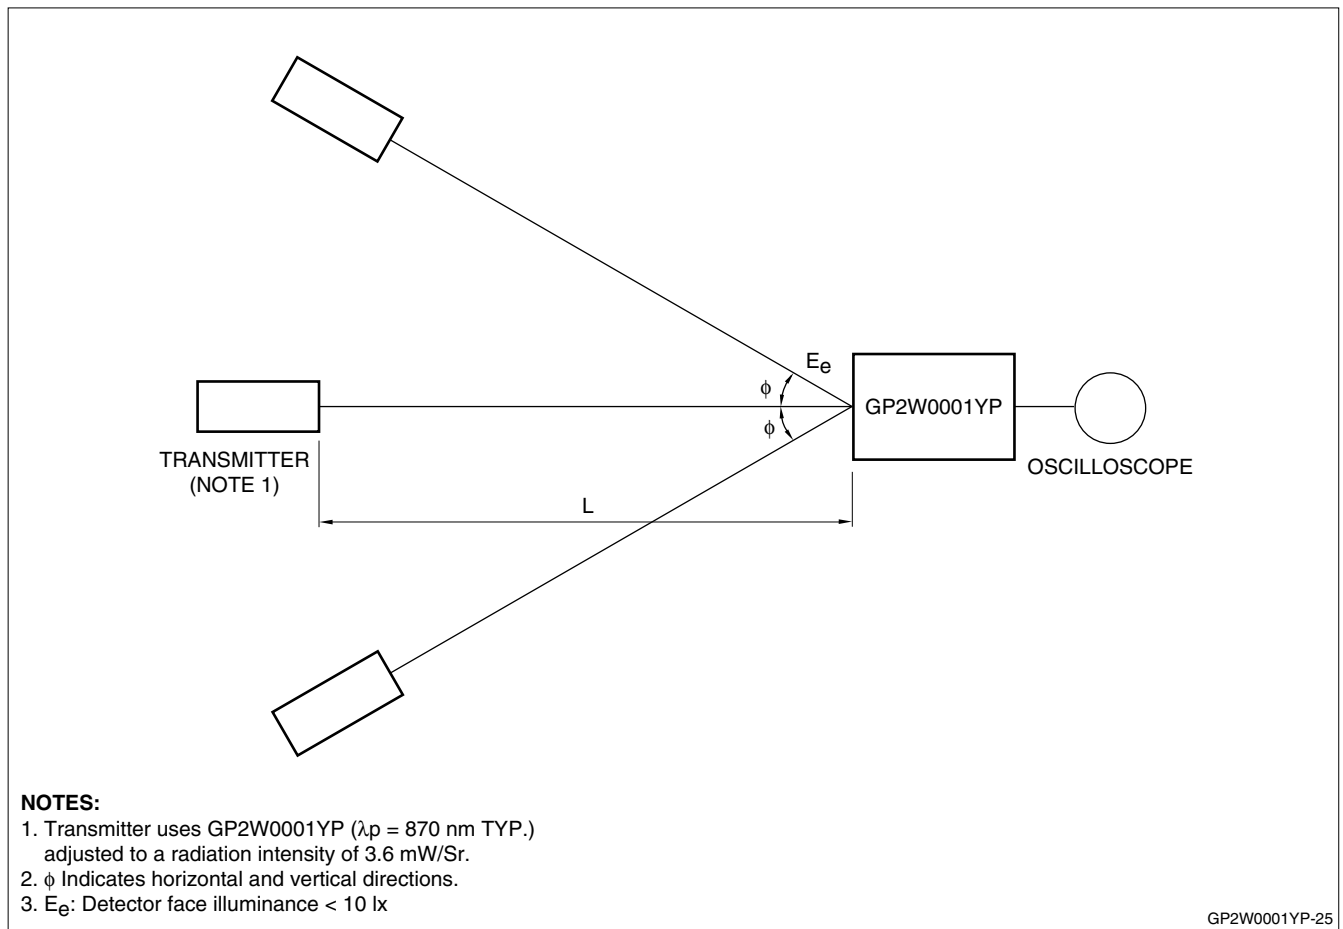 Ee
ϕ
GP2W0001YP
ϕ
TRANSMITTER
(NOTE 1)
OSCILLOSCOPE
L
NOTES:
1. Transmitter uses GP2W0001YP (λp = 870 nm TYP.)
adjusted to a radiation intensity of 3.6 mW/Sr.
2. ϕ Indicates horizontal and vertical directions.
3. Ee: Detector face illuminance < 10 lx
GP2W0001YP-25